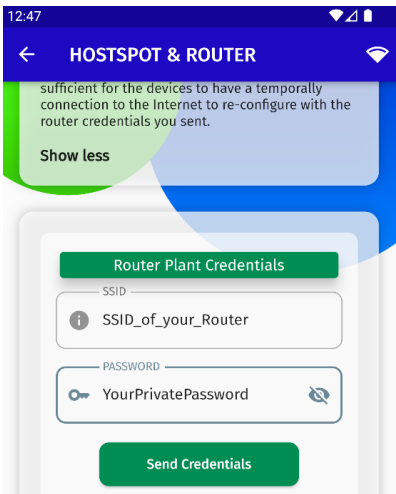 12:47
HOSTSPOT & ROUTER
sufficient for the devices to have a temporally
connection to the Internet to re-configure with the
router credentials you sent.
Show less
Router Plant Credentials
SSID
SSID_of_your_Router
PASSWORD
YourPrivatePassword
Send Credentials